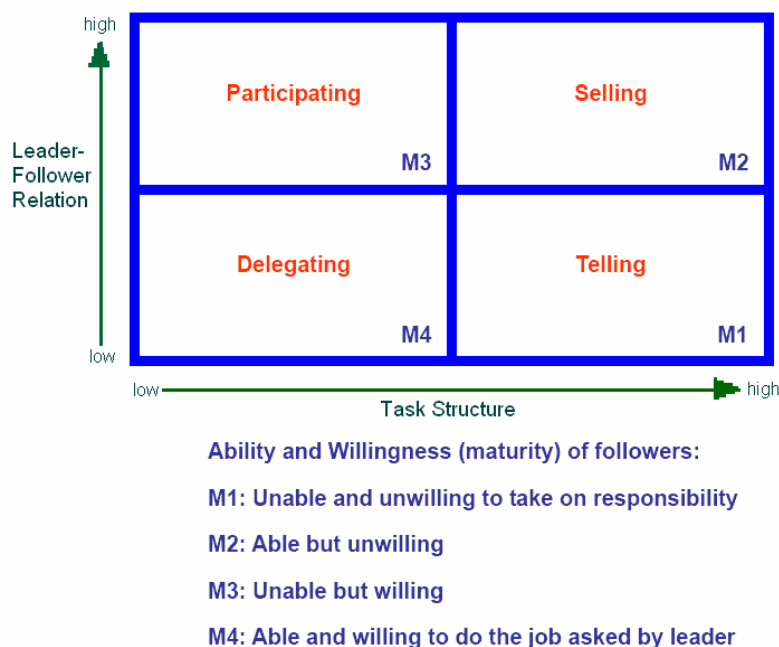 high
Participating
Selling
Leader-
Follower
Relation
M3
M2
Delegating
Telling
M4
M1
low
low
high
Task Structure
Ability and Willingness (maturity) of followers:
M1: Unable and unwilling to take on responsibility
M2: Able but unwilling
M3: Unable but willing
M4: Able and willing to do the job asked by leader